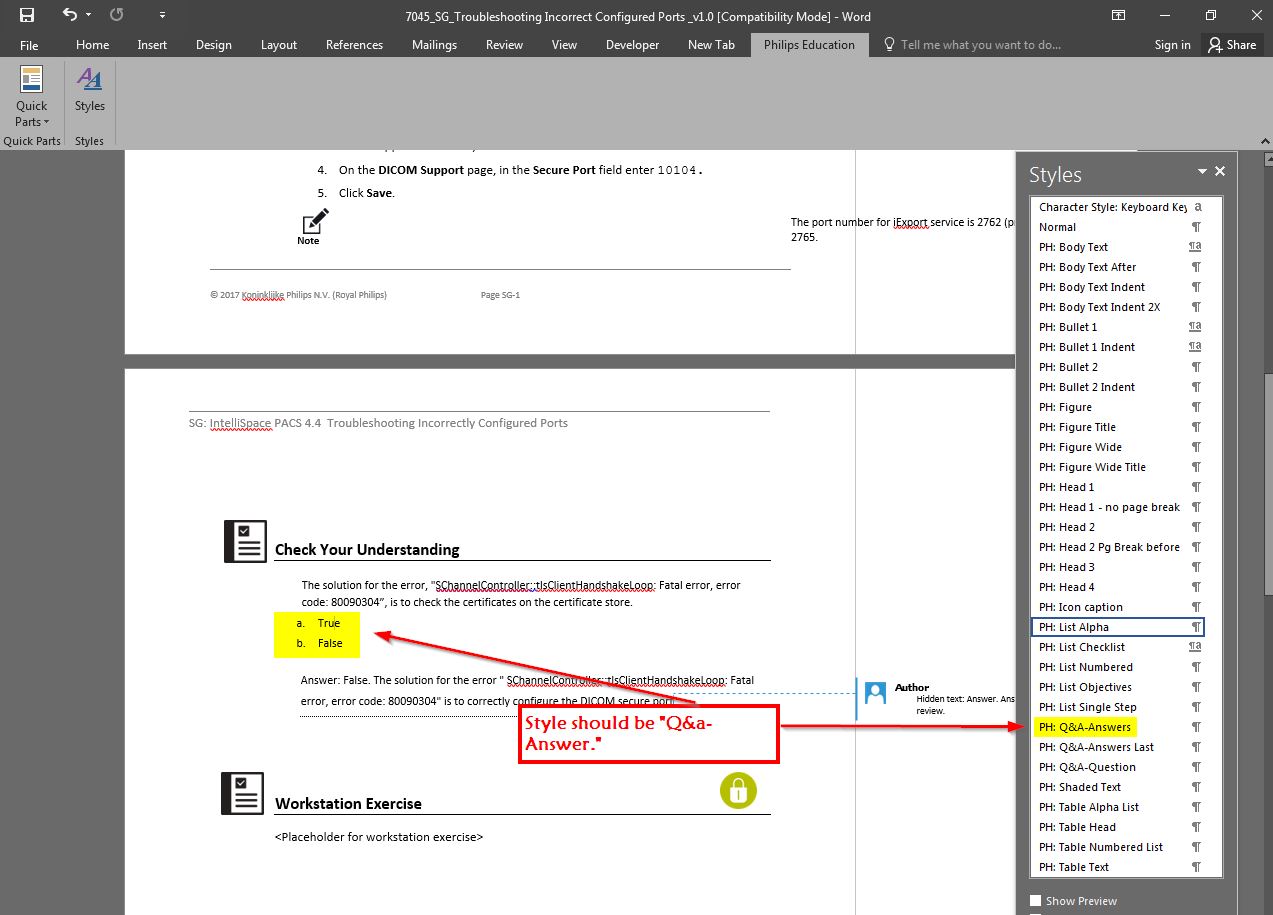 7045_SG_Troubleshooting Incorrect Configured Ports _v1.0 [Compatibility Mode] - Word
File Home Insert Design Layout References Mailings Review View Developer New Tab Philips Education Tell me what you want to do... Sign in Share
Quick Parts
Styles
Quick Parts
Styles
4. On the DICOM Support page, in the Secure Port field enter 10104.
5. Click Save.
Note
The port number for iExport service is 2762
2765.
© 2017 Koninklijke Philips N.V. (Royal Philips) Page SG-1
SG: IntelliSpace PACS 4.4 Troubleshooting Incorrectly Configured Ports
Check Your Understanding
The solution for the error, "SChannelController::tlsClientHandshakeLoop: Fatal error, error
code: 80090304”, is to check the certificates on the certificate store.
a. True
b. False
Answer: False. The solution for the error " SChannelController::tlsClientHandshakeLoop: Fatal
error, error code: 80090304" is to correctly configure the DICOM secure port.
Author
Hidden text: Answer.
review.
Style should be "Q&a-
Answer."
Workstation Exercise
<Placeholder for workstation exercise>
Styles
Character Style: Keyboard a
Normal ¶
PH: Body Text ¶a
PH: Body Text After ¶
PH: Body Text Indent ¶
PH: Body Text Indent 2X ¶
PH: Bullet 1 ¶a
PH: Bullet 1 Indent ¶a
PH: Bullet 2 ¶
PH: Bullet 2 Indent ¶
PH: Figure ¶
PH: Figure Title ¶
PH: Figure Wide ¶
PH: Figure Wide Title ¶
PH: Head 1 ¶
PH: Head 1 - no page break ¶
PH: Head 2 ¶
PH: Head 2 Pg Break before ¶
PH: Head 3 ¶
PH: Head 4 ¶
PH: Icon caption ¶
PH: List Alpha ¶
PH: List Checklist ¶a
PH: List Numbered ¶
PH: List Objectives ¶
PH: List Single Step ¶
PH: Q&A-Answers ¶
PH: Q&A-Answers Last ¶
PH: Q&A-Question ¶
PH: Shaded Text ¶
PH: Table Alpha List ¶
PH: Table Head ¶
PH: Table Numbered List ¶
PH: Table Text ¶
Show Preview